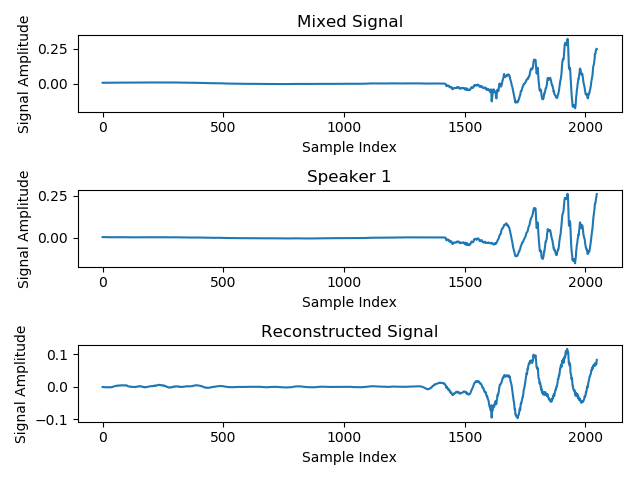 Mixed Signal
Signal Amplitude
0.25
0.00
0 500 1000 1500 2000
Sample Index
Speaker 1
Signal Amplitude
0.25
0.00
0 500 1000 1500 2000
Sample Index
Reconstructed Signal
Signal Amplitude
0.1
0.0
−0.1
0 500 1000 1500 2000
Sample Index